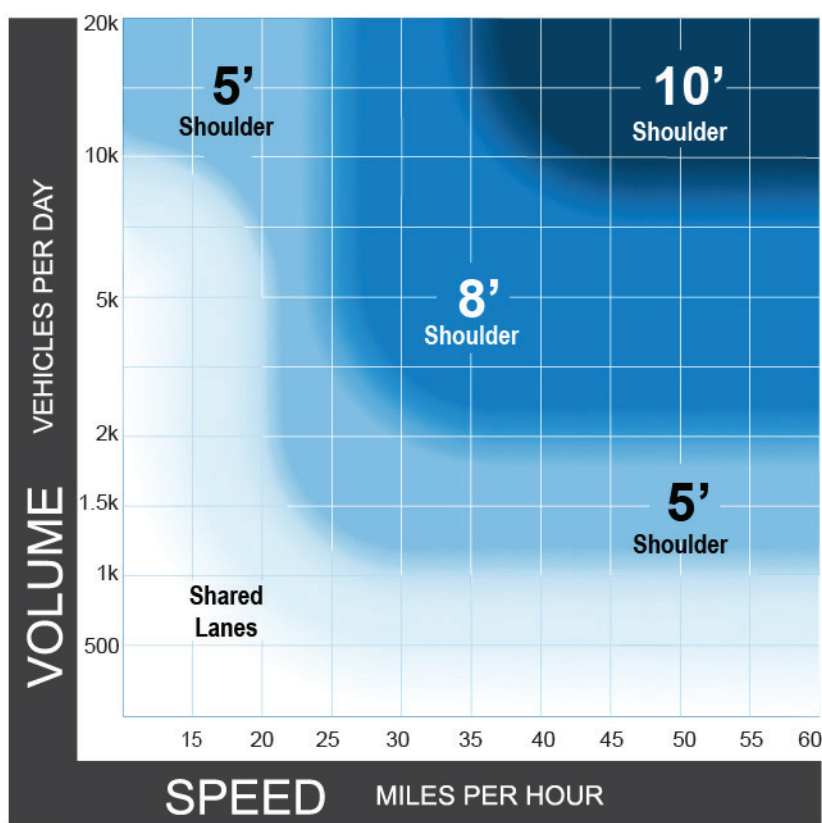 20k
5’
Shoulder
10’
Shoulder
10k
8’
Shoulder
5k
2k
5’
Shoulder
1.5k
1k
Shared
Lanes
500
15 20 25 30 35 40 45 50 55 60
VOLUME VEHICLES PER DAY
SPEED MILES PER HOUR